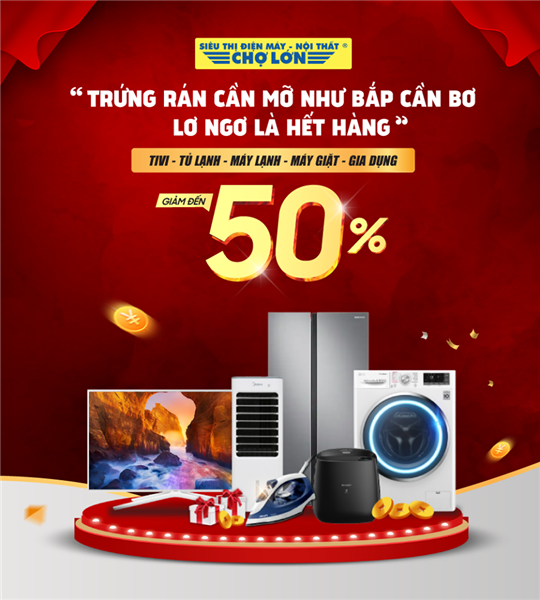 SIÊU THỊ ĐIỆN MÁY - NỘI THẤT ®
CHỢ LỚN
“ TRỨNG RÁN CẦN MỠ NHƯ BẮP CẦN BƠ
LƠ NGƠ LÀ HẾT HÀNG ”
TIVI - TỦ LẠNH - MÁY LẠNH - MÁY GIẶT - GIA DỤNG
GIẢM ĐẾN
50%